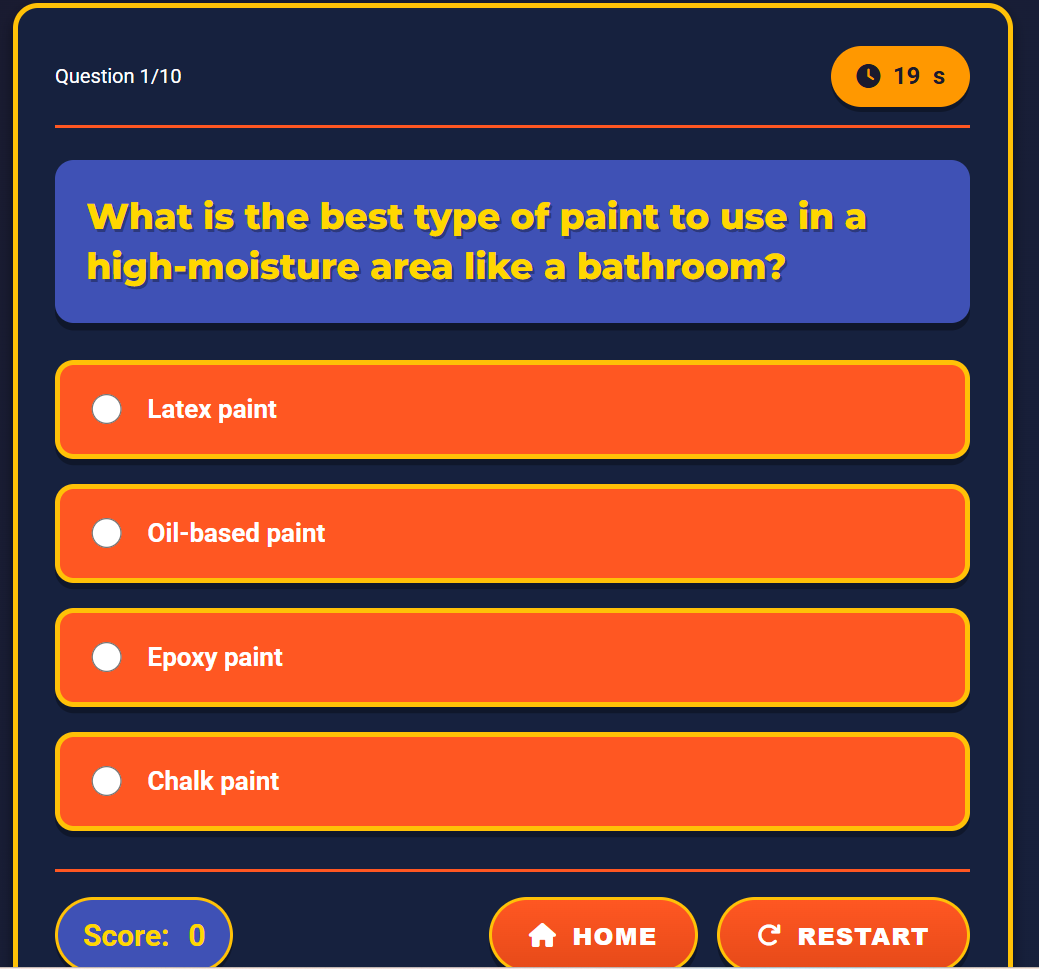 Question 1/10
19 s
What is the best type of paint to use in a
high-moisture area like a bathroom?
Latex paint
Oil-based paint
Epoxy paint
Chalk paint
Score: 0
HOME
RESTART